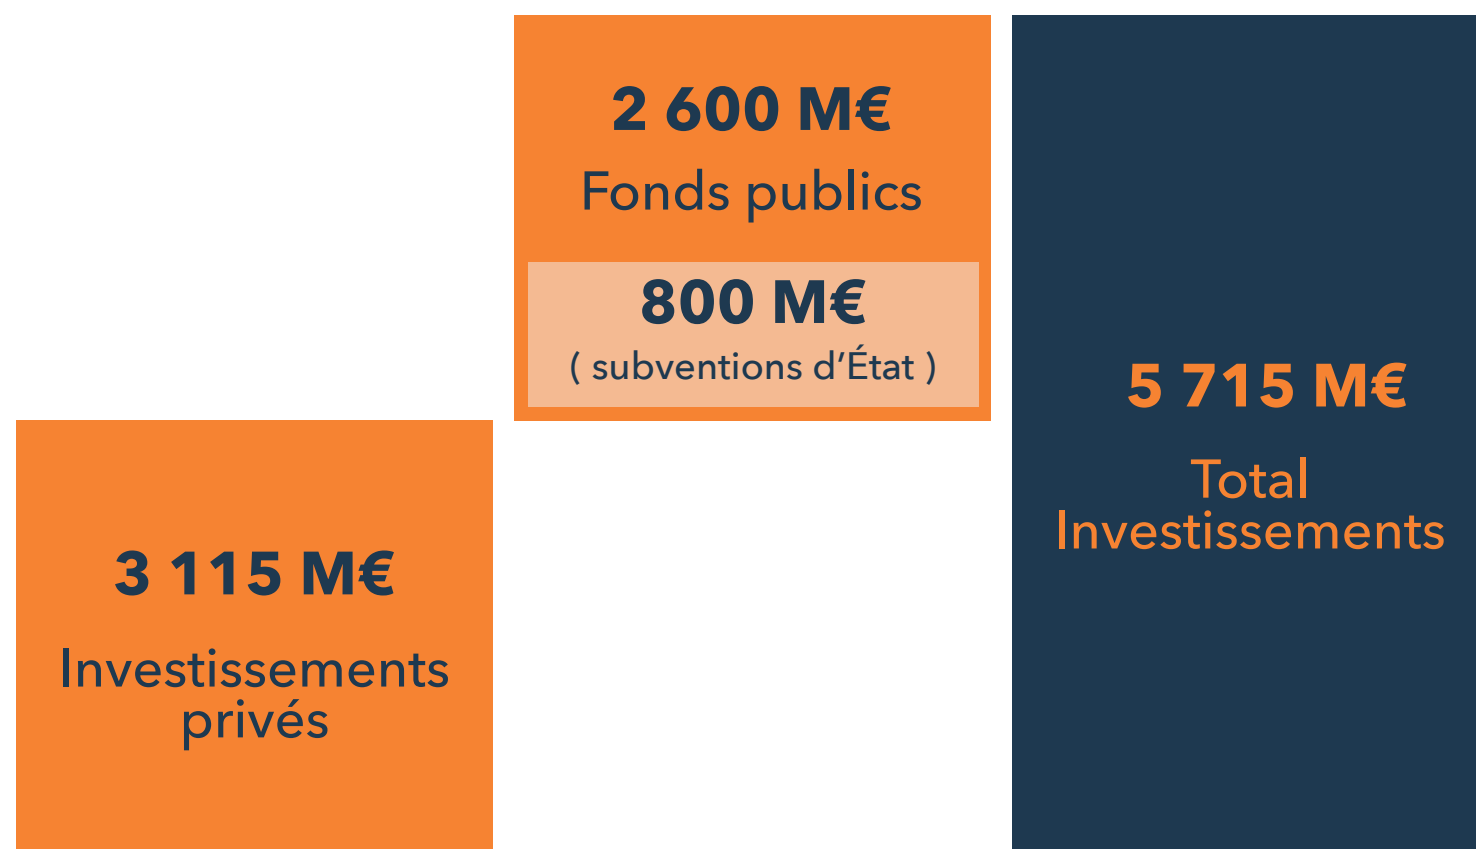 2 600 M€
Fonds publics
800 M€
( subventions d’État )
3 115 M€
Investissements
privés
5 715 M€
Total
Investissements